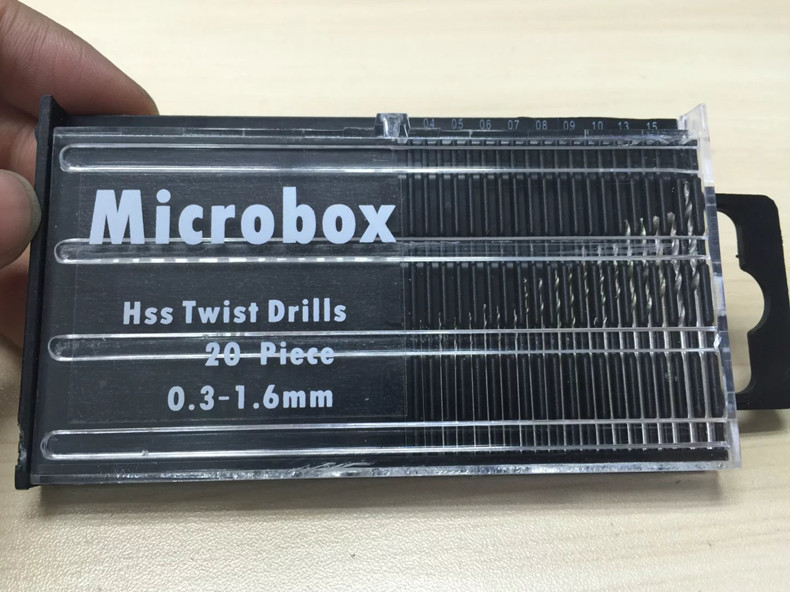 04 05 06 07 08 09 10 13 15
Microbox
Hss Twist Drills
20 Piece
0.3-1.6mm